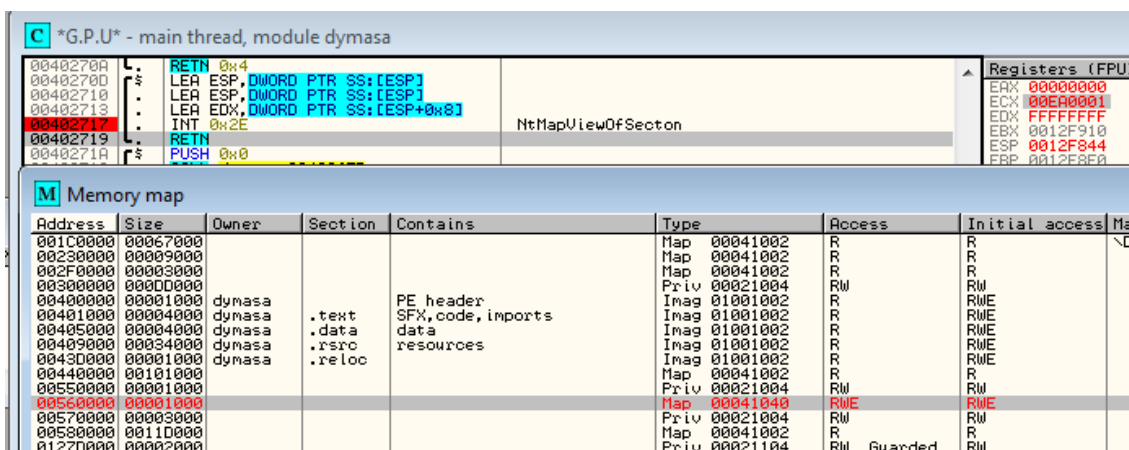 C *G.P.U* - main thread, module dymasa
0040270A RETN 0x4
0040270D $ LEA ESP,DWORD PTR SS:[ESP]
00402710 . LEA ESP,DWORD PTR SS:[ESP]
00402713 . LEA EDX,DWORD PTR SS:[ESP+0x8]
00402717 . INT 0x2E NtMapViewOfSecton
00402719 . RETN
0040271A $ PUSH 0x0
Registers (FPU)
EAX 00000000
ECX 00EA0001
EDX FFFFFFFF
EBX 0012F910
ESP 0012F844
EBP 0012F8F0
M Memory map
Address Size Owner Section Contains Type Access Initial access Ma
001C0000 00067000 Map 00041002 R R \D
00230000 00009000 Map 00041002 R R
002F0000 00003000 Map 00041002 R R
00300000 000DD000 Priv 00021004 RW RW
00400000 00001000 dymasa PE header Imag 01001002 R RWE
00401000 00004000 dymasa .text SFX,code,imports Imag 01001002 R RWE
00405000 00004000 dymasa .data data Imag 01001002 R RWE
00409000 00034000 dymasa .rsrc resources Imag 01001002 R RWE
0043D000 00001000 dymasa .reloc Imag 01001002 R RWE
00440000 00101000 Map 00041002 R R
00550000 00001000 Priv 00021004 RW RW
00560000 00001000 Map 00041040 RWE RWE
00570000 00003000 Priv 00021004 RW RW
00580000 0011D000 Map 00041002 R R
0127D000 00002000 Priv 00021104 RW Guarded RW